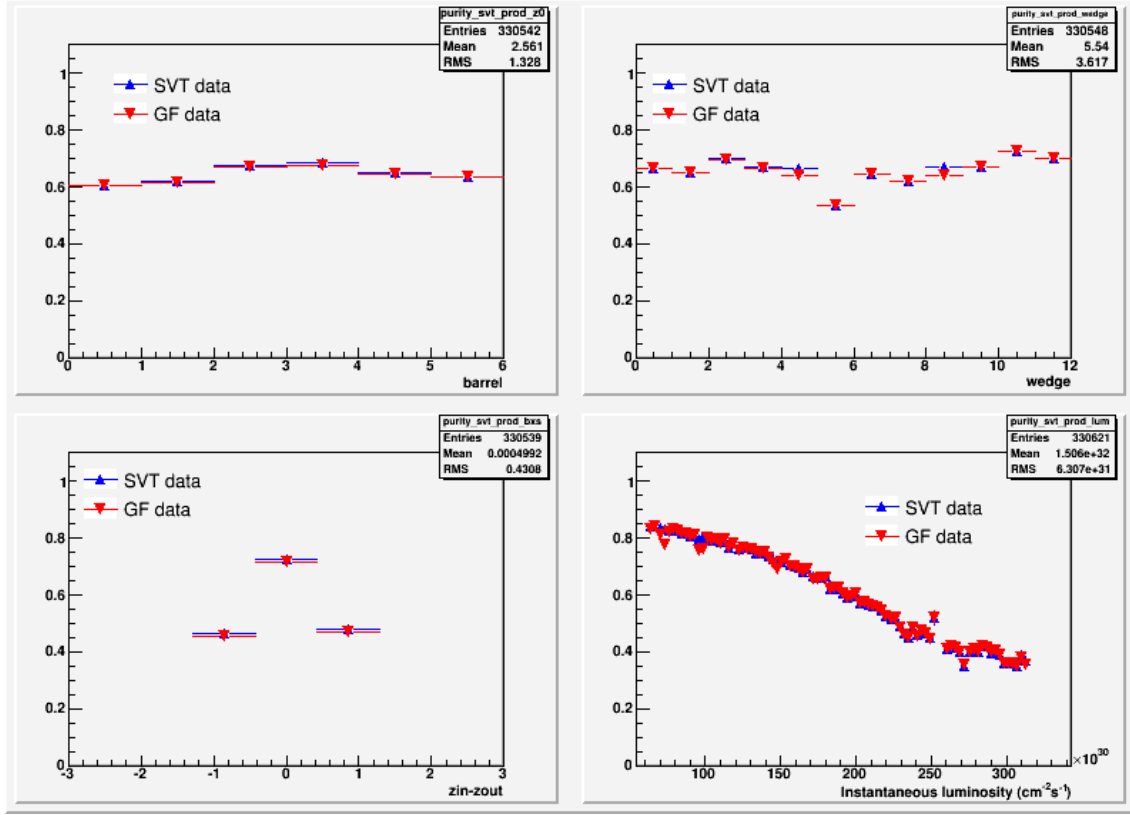 purity_svt_prod_z0
Entries 330542
Mean 2.561
RMS 1.328
SVT data
GF data
1
0.8
0.6
0.4
0.2
0
0 1 2 3 4 5 6
barrel
purity_svt_prod_wedge
Entries 330548
Mean 5.54
RMS 3.617
SVT data
GF data
1
0.8
0.6
0.4
0.2
0
0 2 4 6 8 10 12
wedge
purity_svt_prod_bxs
Entries 330539
Mean 0.0004992
RMS 0.4308
SVT data
GF data
1
0.8
0.6
0.4
0.2
0
-3 -2 -1 0 1 2 3
zin-zout
purity_svt_prod_lum
Entries 330621
Mean 1.506e+32
RMS 6.307e+31
SVT data
GF data
1
0.8
0.6
0.4
0.2
0
100 150 200 250 300
×10³⁰
Instantaneous luminosity (cm⁻²s⁻¹)